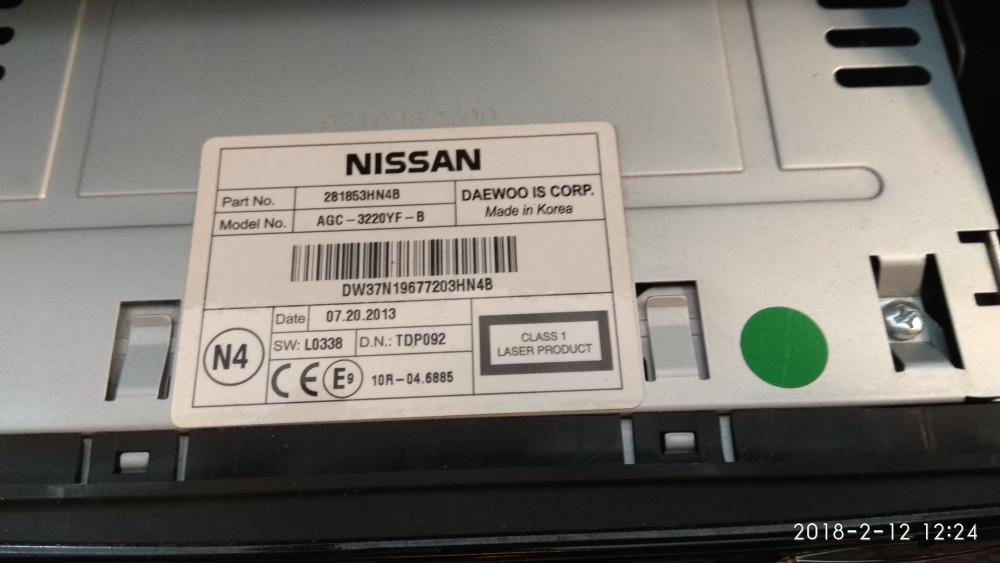 NISSAN
Part No. 281853HN4B DAEWOO IS CORP.
Model No. AGC-3220YF-B Made in Korea
DW37N19677203HN4B
Date 07.20.2013
SW: L0338 D.N.: TDP092
N4
CE E9 10R-04.6885
CLASS 1
LASER PRODUCT
2018-2-12 12:24